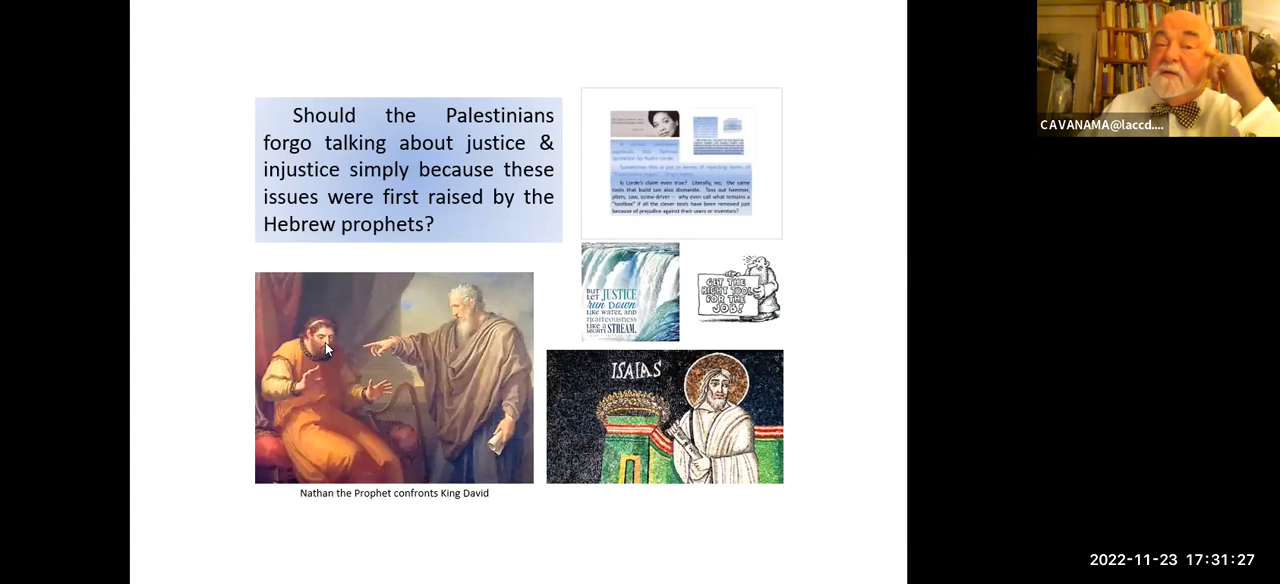 Should the Palestinians
forgo talking about justice &
injustice simply because these
issues were first raised by the
Hebrew prophets?
Is Lorde's claim even true? Literally, no; the same
tools that build can also dismantle. Toss out hammer,
pliers, saw, screw-driver – why even call what remains a
"toolbox" if all the clever tools have been removed just
because of prejudice against their users or inventors?
BUT
LET JUSTICE
run DOWN
LIKE WATER, AND
RIGHTEOUSNESS
LIKE a
MIGHTY STREAM.
GET THE
RIGHT TOOL
FOR THE
JOB!
ISAIAS
Nathan the Prophet confronts King David
CAVANAMA@laccd....
2022-11-23 17:31:27